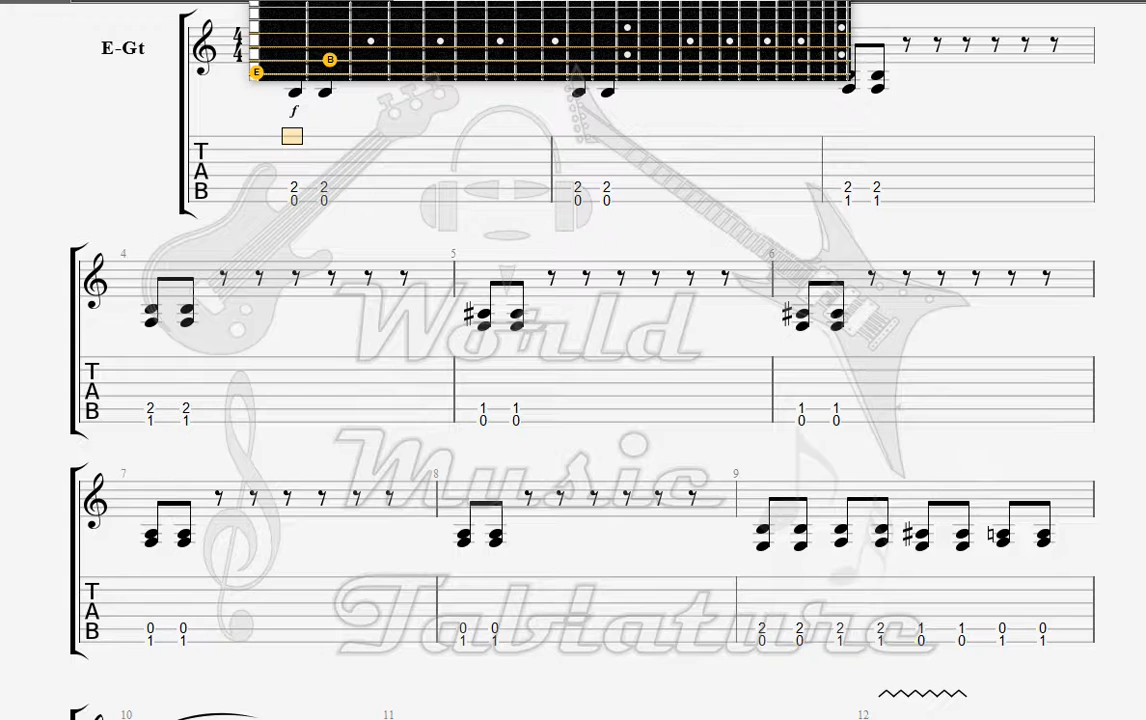 E-Gt
4
4
E B
f
T
A
B
2 2 2 2 2 2
0 0 0 0 1 1
4 5 6
T
A
B
2 2 1 1 1 1
1 1 0 0 0 0
7 8 9
T
A
B
0 0 0 0 2 2 2 2 1 1 0 0
1 1 1 1 0 0 1 1 0 0 1 1
World
Music
Tablature
10 11 12